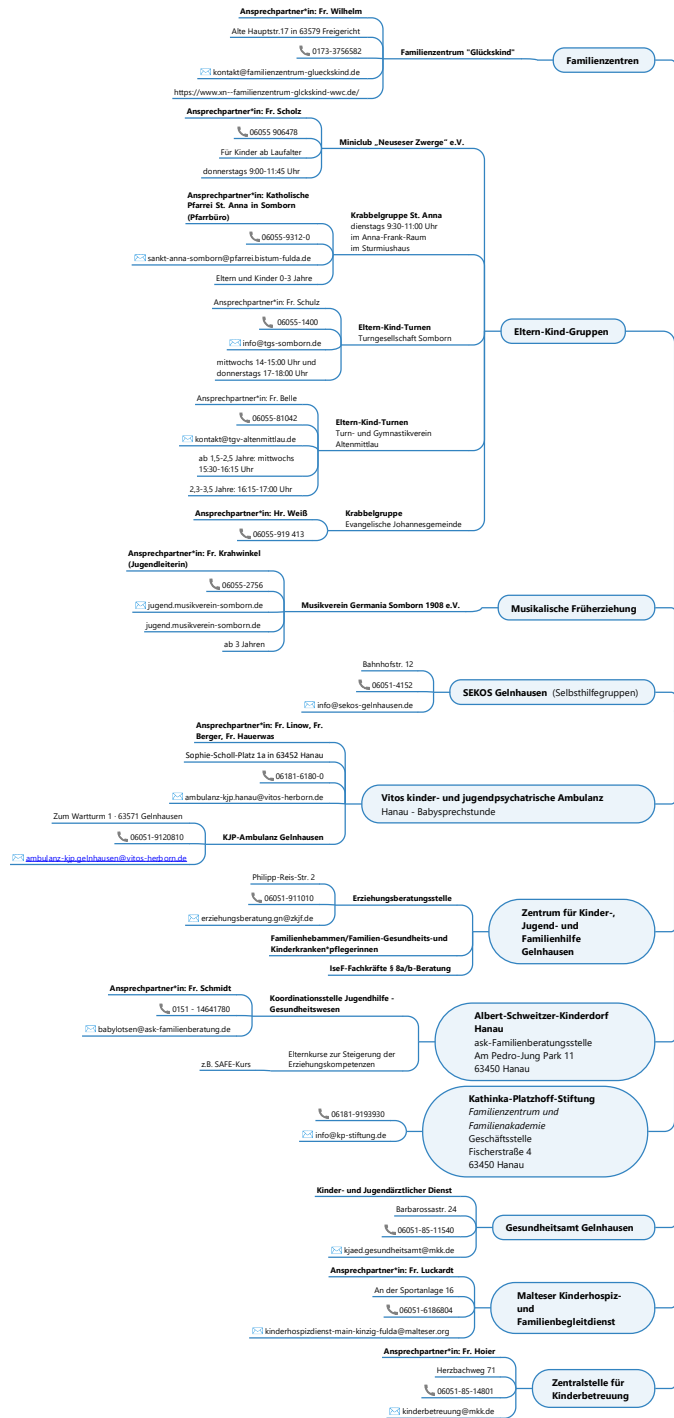 Familienzentren
Familienzentrum "Glückskind"
Ansprechpartner*in: Fr. Wilhelm
Alte Hauptstr.17 in 63579 Freigericht
0173-3756582
kontakt@familienzentrum-glueckskind.de
https://www.xn--familienzentrum-glckskind-wwc.de/
Eltern-Kind-Gruppen
Miniclub „Neuseser Zwerge“ e.V.
Ansprechpartner*in: Fr. Scholz
06055 906478
Für Kinder ab Laufalter
donnerstags 9:00-11:45 Uhr
Krabbelgruppe St. Anna
dienstags 9:30-11:00 Uhr
im Anna-Frank-Raum
im Sturmiushaus
Ansprechpartner*in: Katholische
Pfarrei St. Anna in Somborn
(Pfarrbüro)
06055-9312-0
sankt-anna-somborn@pfarrei.bistum-fulda.de
Eltern und Kinder 0-3 Jahre
Eltern-Kind-Turnen
Turngesellschaft Somborn
Ansprechpartner*in: Fr. Schulz
06055-1400
info@tgs-somborn.de
mittwochs 14-15:00 Uhr und
donnerstags 17-18:00 Uhr
Eltern-Kind-Turnen
Turn- und Gymnastikverein
Altenmittlau
Ansprechpartner*in: Fr. Belle
06055-81042
kontakt@tgv-altenmittlau.de
ab 1,5-2,5 Jahre: mittwochs
15:30-16:15 Uhr
2,3-3,5 Jahre: 16:15-17:00 Uhr
Krabbelgruppe
Evangelische Johannesgemeinde
Ansprechpartner*in: Hr. Weiß
06055-919 413
Musikalische Früherziehung
Musikverein Germania Somborn 1908 e.V.
Ansprechpartner*in: Fr. Krahwinkel
(Jugendleiterin)
06055-2756
jugend.musikverein-somborn.de
jugend.musikverein-somborn.de
ab 3 Jahren
SEKOS Gelnhausen (Selbsthilfegruppen)
Bahnhofstr. 12
06051-4152
info@sekos-gelnhausen.de
Vitos kinder- und jugendpsychatrische Ambulanz
Hanau - Babysprechstunde
Ansprechpartner*in: Fr. Linow, Fr.
Berger, Fr. Hauerwas
Sophie-Scholl-Platz 1a in 63452 Hanau
06181-6180-0
ambulanz-kjp.hanau@vitos-herborn.de
KJP-Ambulanz Gelnhausen
Zum Wartturm 1 · 63571 Gelnhausen
06051-9120810
ambulanz-kjp.gelnhausen@vitos-herborn.de
Zentrum für Kinder-,
Jugend- und
Familienhilfe
Gelnhausen
Erziehungsberatungsstelle
Philipp-Reis-Str. 2
06051-911010
erziehungsberatung.gn@zkjf.de
Familienhebammen/Familien-Gesundheits-und
Kinderkranken*pflegerinnen
IseF-Fachkräfte § 8a/b-Beratung
Albert-Schweitzer-Kinderdorf
Hanau
ask-Familienberatungsstelle
Am Pedro-Jung Park 11
63450 Hanau
Koordinationsstelle Jugendhilfe -
Gesundheitswesen
Ansprechpartner*in: Fr. Schmidt
0151 - 14641780
babylotsen@ask-familienberatung.de
Elternkurse zur Steigerung der
Erziehungskompetenzen
z.B. SAFE-Kurs
Kathinka-Platzhoff-Stiftung
Familienzentrum und
Familienakademie
Geschäftsstelle
Fischerstraße 4
63450 Hanau
06181-9193930
info@kp-stiftung.de
Gesundheitsamt Gelnhausen
Kinder- und Jugendärztlicher Dienst
Barbarossastr. 24
06051-85-11540
kjaed.gesundheitsamt@mkk.de
Malteser Kinderhospiz-
und
Familienbegleitdienst
Ansprechpartner*in: Fr. Luckardt
An der Sportanlage 16
06051-6186804
kinderhospizdienst-main-kinzig-fulda@malteser.org
Zentralstelle für
Kinderbetreuung
Ansprechpartner*in: Fr. Hoier
Herzbachweg 71
06051-85-14801
kinderbetreuung@mkk.de